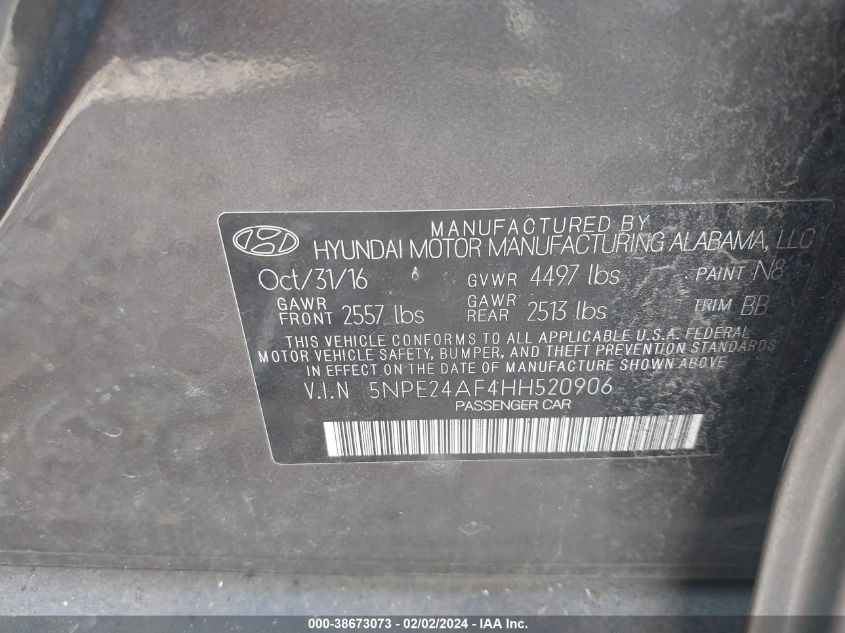 MANUFACTURED BY
HYUNDAI MOTOR MANUFACTURING ALABAMA, LLC
Oct/31/16 GVWR 4497 lbs PAINT N8
GAWR FRONT 2557 lbs GAWR REAR 2513 lbs TRIM BB
THIS VEHICLE CONFORMS TO ALL APPLICABLE U.S.A. FEDERAL
MOTOR VEHICLE SAFETY, BUMPER, AND THEFT PREVENTION STANDARDS
IN EFFECT ON THE DATE OF MANUFACTURE SHOWN ABOVE
V.I.N 5NPE24AF4HH520906
PASSENGER CAR
000-38673073 - 02/02/2024 - IAA Inc.